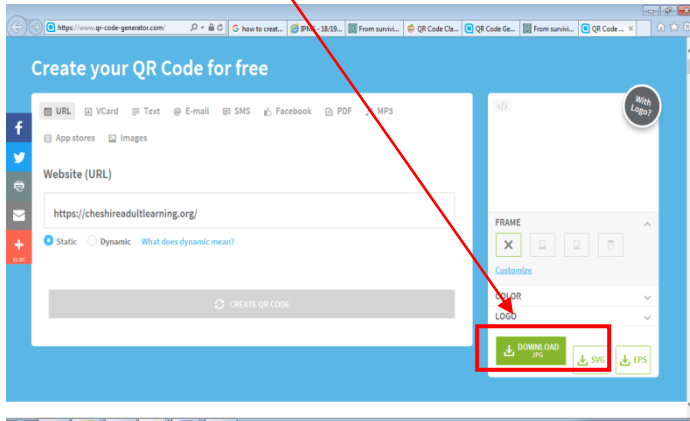 https://www.qr-code-generator.com/
G how to creat...
JPMS - 18/19...
From survivi...
QR Code Cla...
QR Code Ge...
From survivi...
QR Code ...
Create your QR Code for free
URL VCard Text @ E-mail SMS Facebook PDF MP3
App stores Images
With Logo?
Website (URL)
https://cheshireadultlearning.org/
Static Dynamic What does dynamic mean?
CREATE QR CODE
FRAME
Customize
COLOR
LOGO
DOWNLOAD
JPG
SVG
EPS